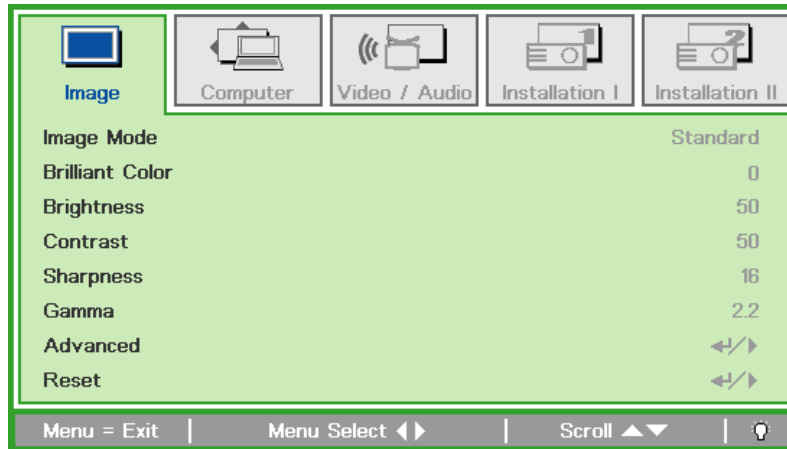 Image Computer Video / Audio Installation I Installation II
Image Mode Standard
Brilliant Color 0
Brightness 50
Contrast 50
Sharpness 16
Gamma 2.2
Advanced
Reset
Menu = Exit Menu Select Scroll